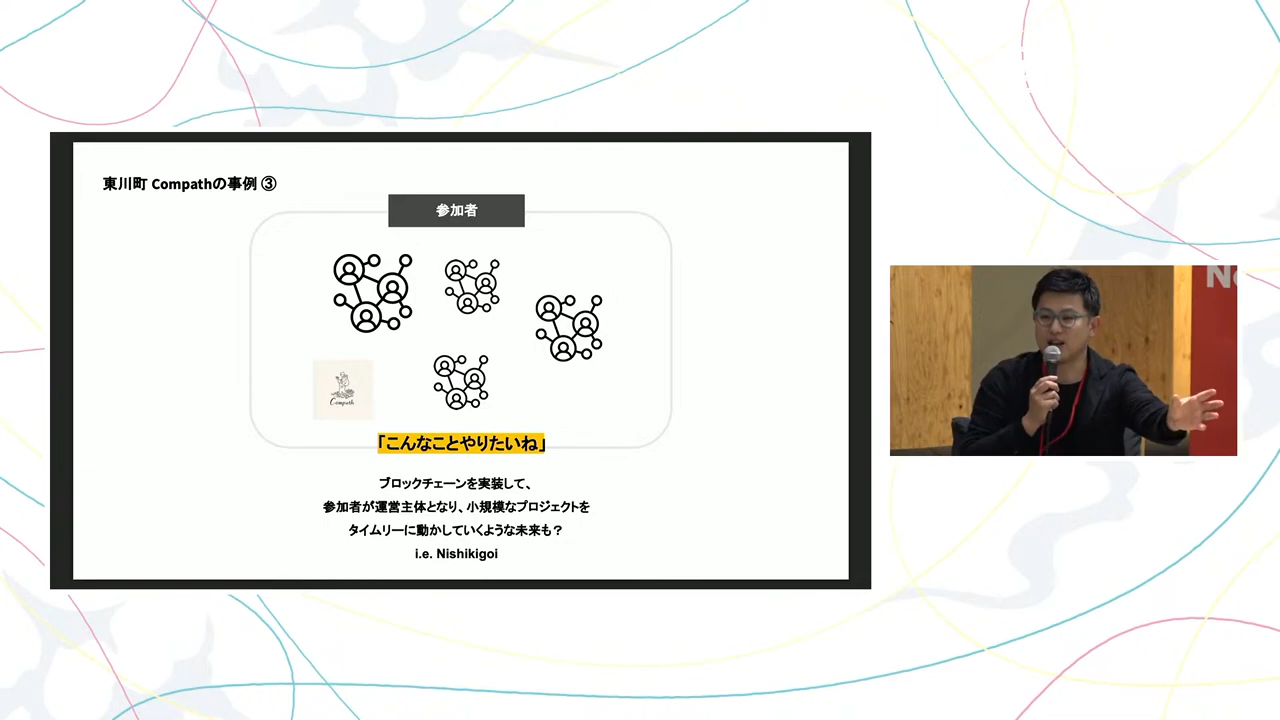 東川町 Compathの事例 ③
参加者
Compath
「こんなことやりたいね」
ブロックチェーンを実装して、
参加者が運営主体となり、小規模なプロジェクトを
タイムリーに動かしていくような未来も？
i.e. Nishikigoi